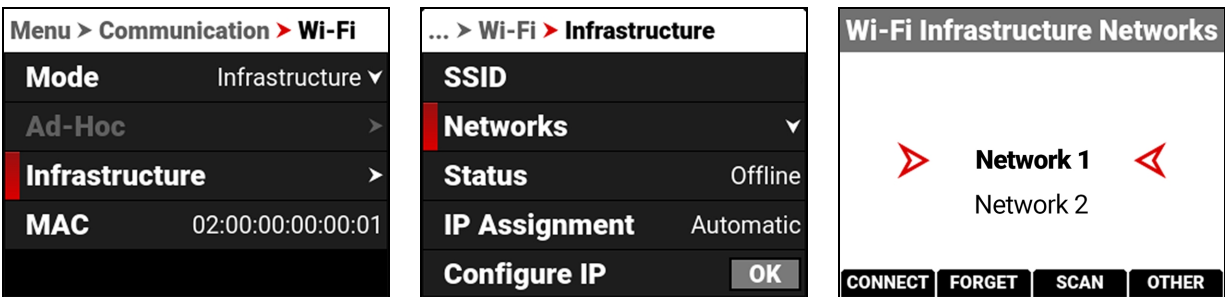 Menu > Communication > Wi-Fi
Mode Infrastructure
Ad-Hoc >
Infrastructure >
MAC 02:00:00:00:00:01
... > Wi-Fi > Infrastructure
SSID
Networks
Status Offline
IP Assignment Automatic
Configure IP OK
Wi-Fi Infrastructure Networks
Network 1
Network 2
CONNECT FORGET SCAN OTHER